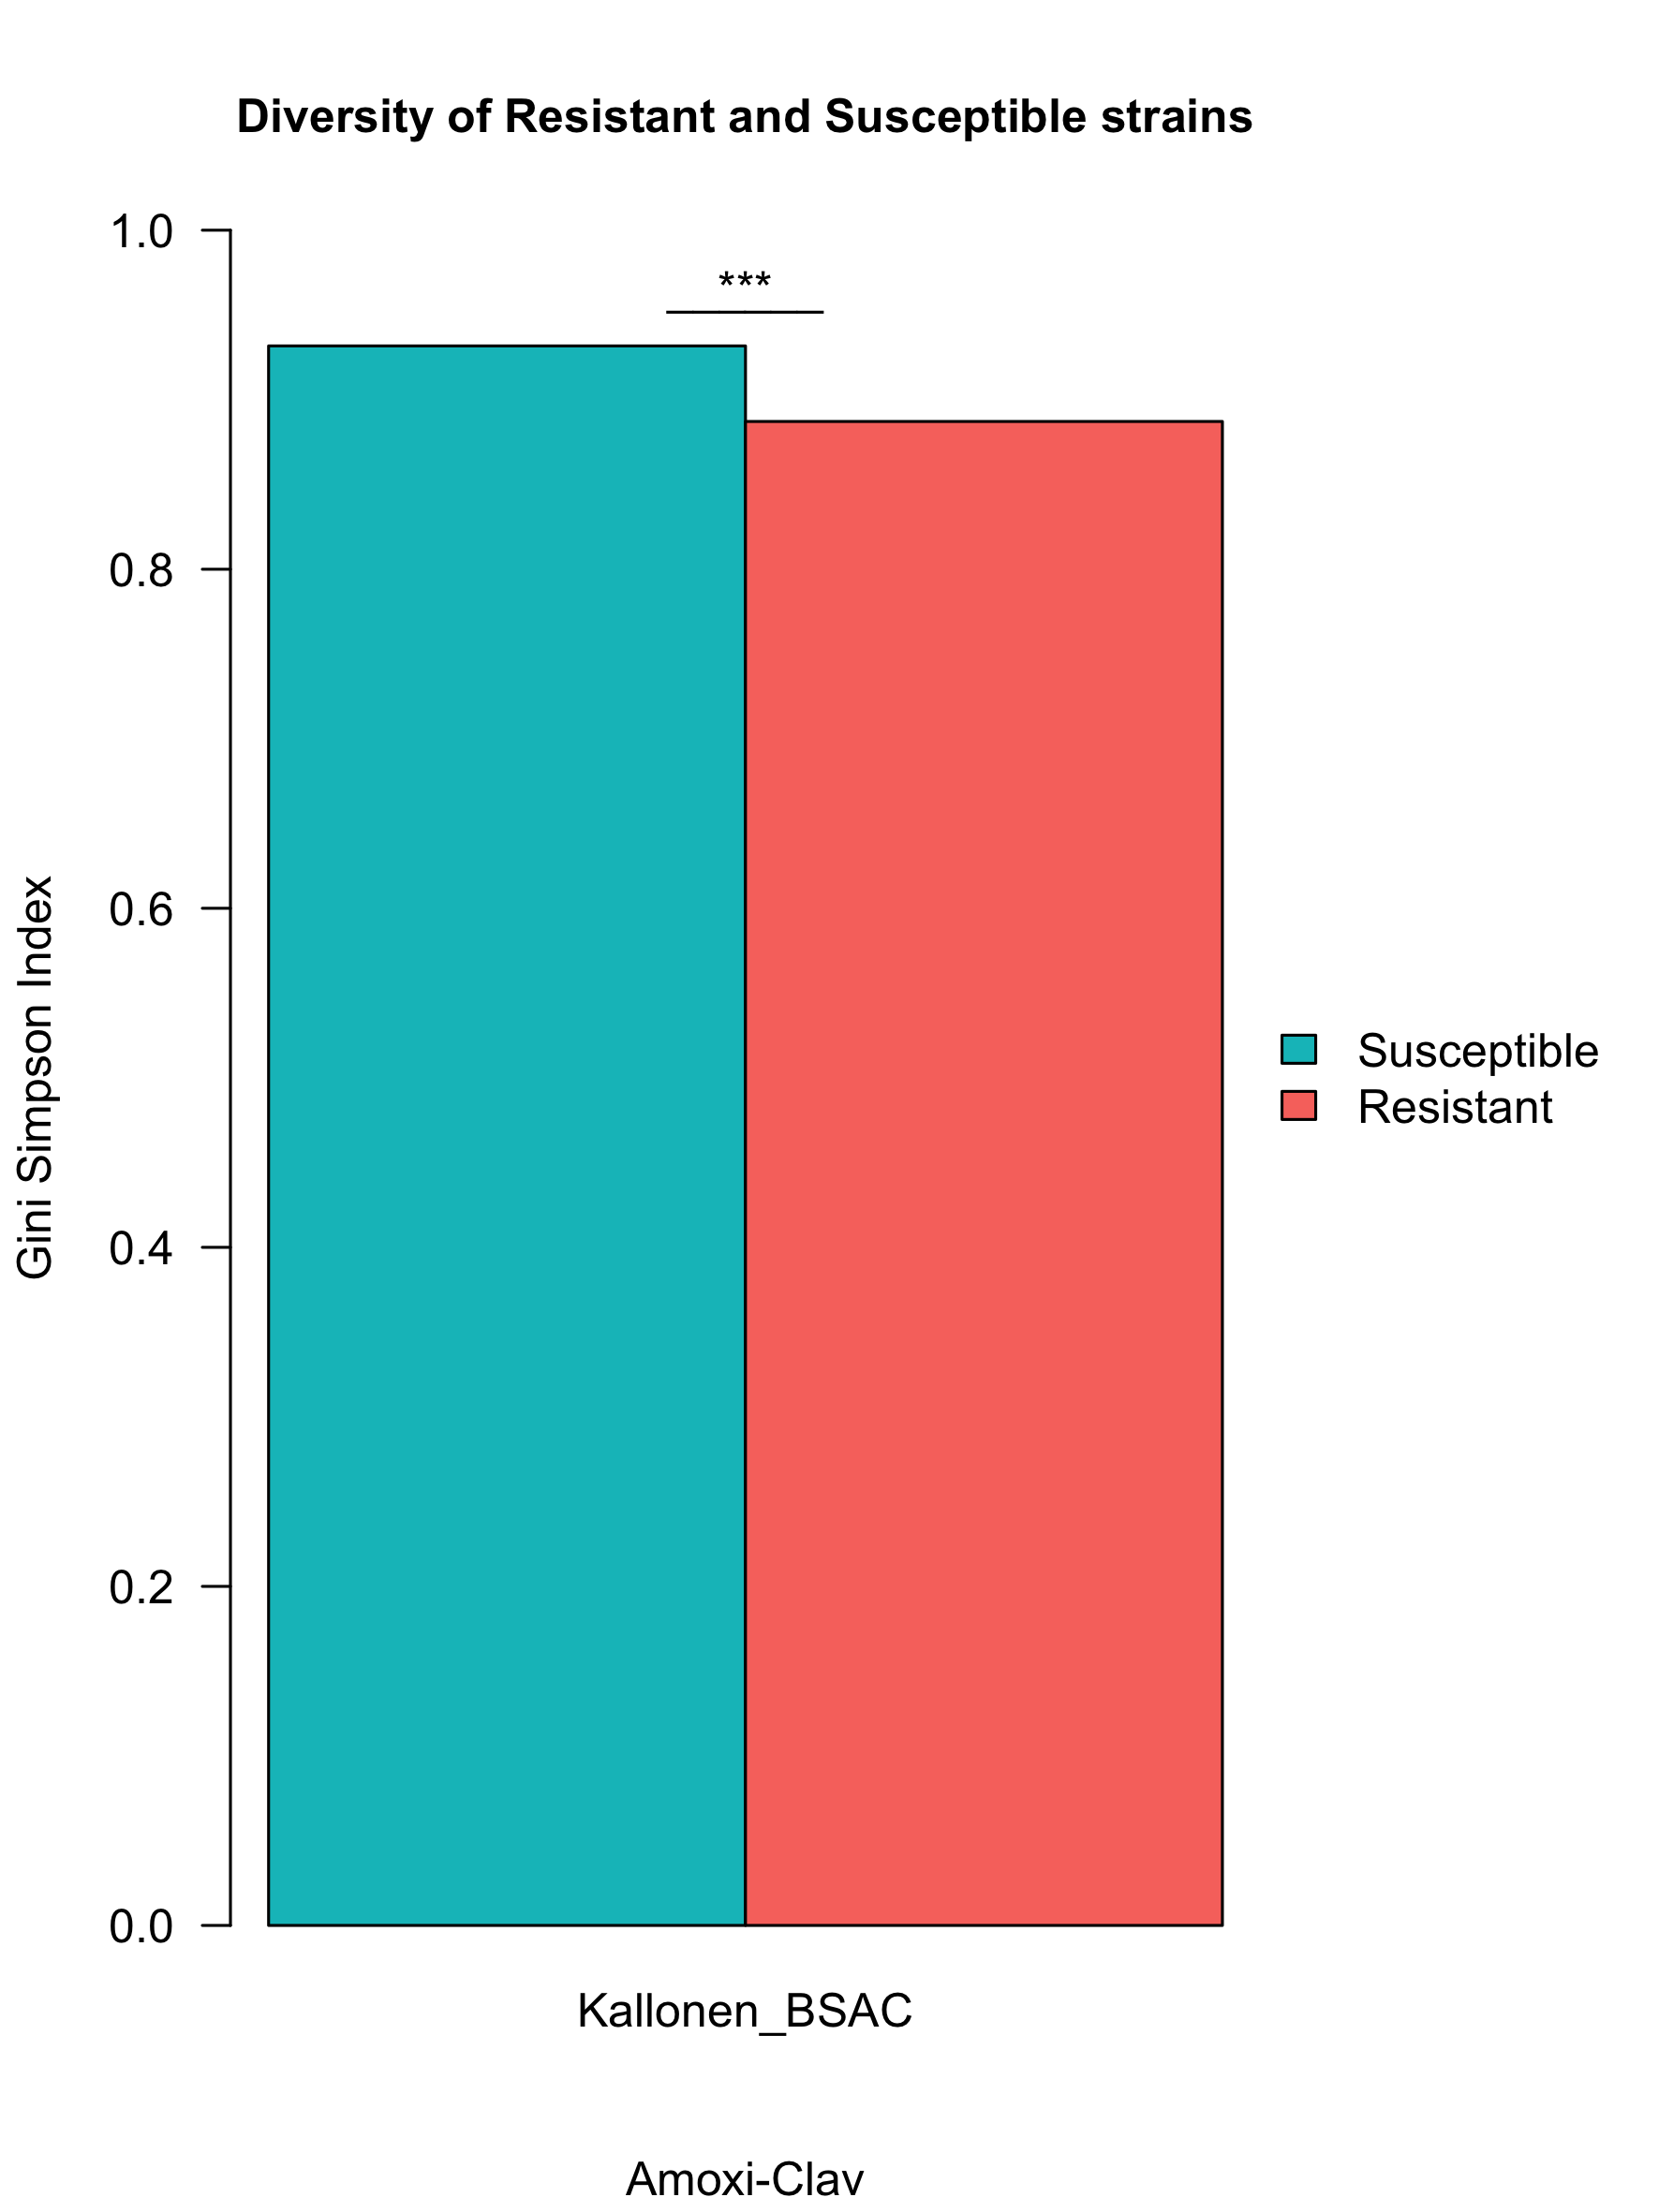 Diversity of Resistant and Susceptible strains
1.0
***
0.8
0.6
0.4
0.2
0.0
Gini Simpson Index
Susceptible
Resistant
Kallonen_BSAC
Amoxi-Clav